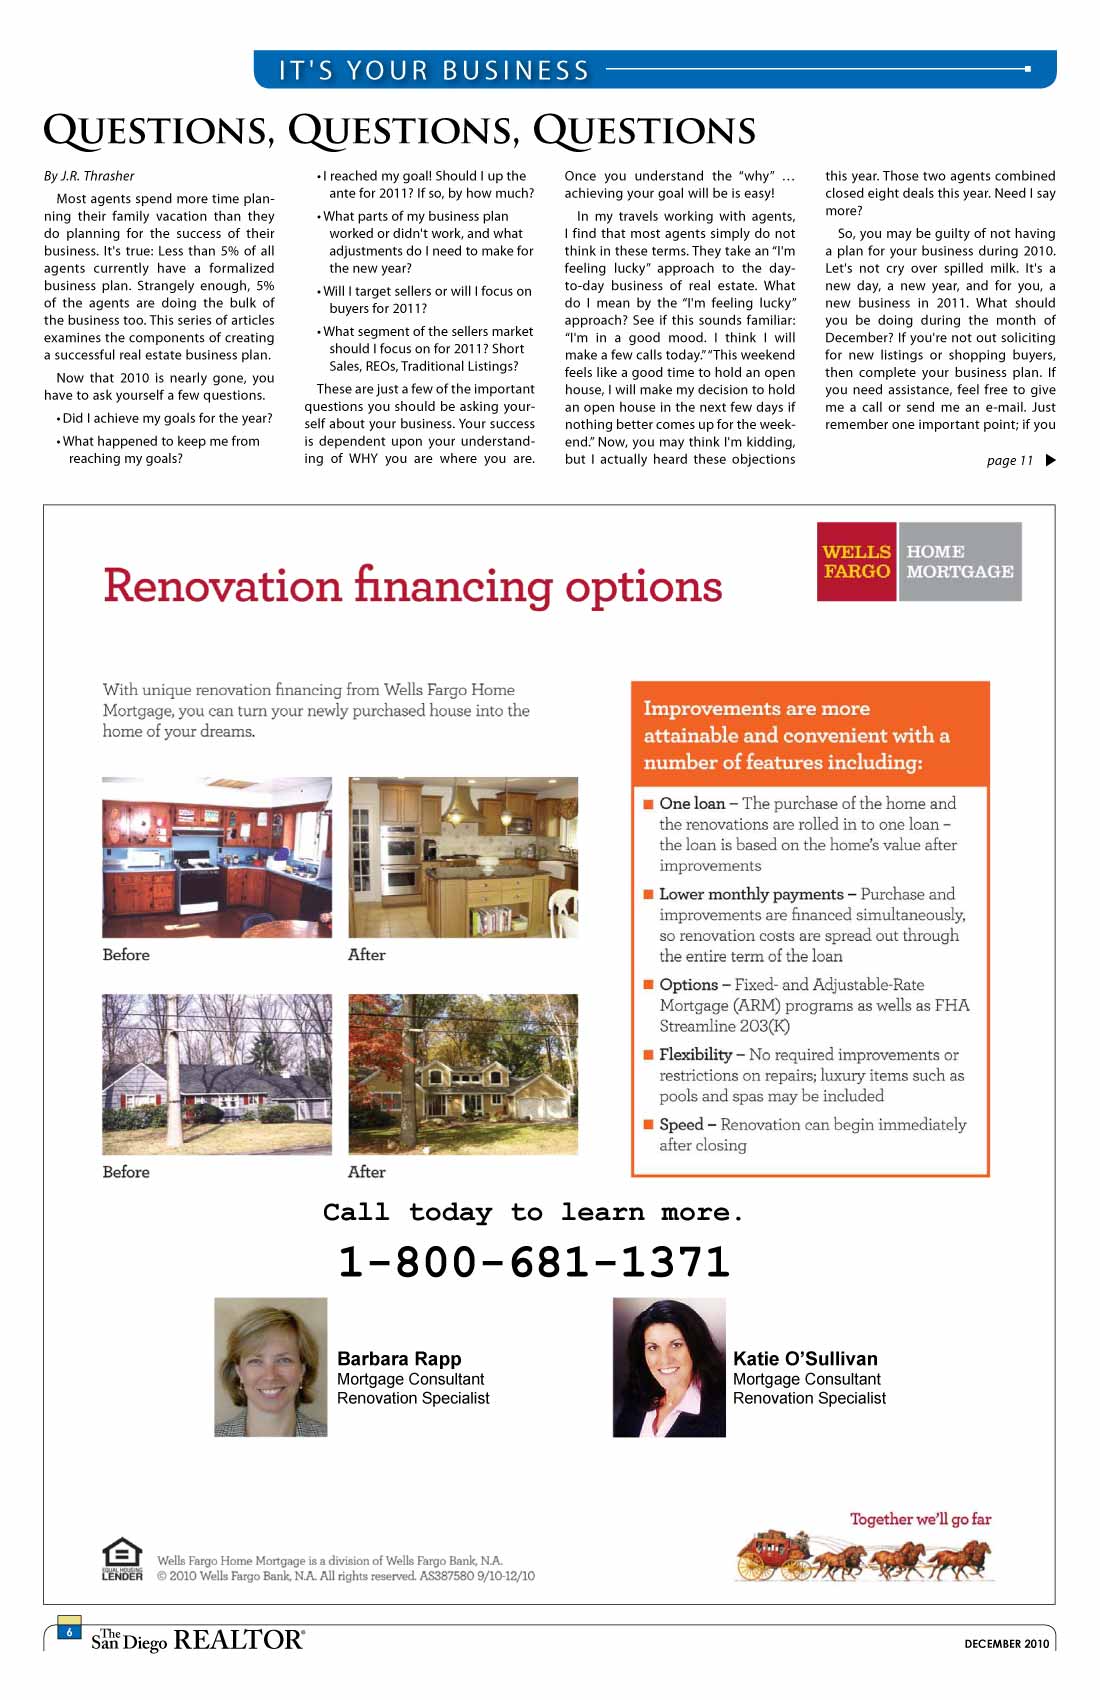 IT'S YOUR BUSINESS
QUESTIONS, QUESTIONS, QUESTIONS
By J.R. Thrasher
Most agents spend more time plan-
ning their family vacation than they
do planning for the success of their
business. It's true: Less than 5% of all
agents currently have a formalized
business plan. Strangely enough, 5%
of the agents are doing the bulk of
the business too. This series of articles
examines the components of creating
a successful real estate business plan.
Now that 2010 is nearly gone, you
have to ask yourself a few questions.
• Did I achieve my goals for the year?
• What happened to keep me from
reaching my goals?
• I reached my goal! Should I up the
ante for 2011? If so, by how much?
• What parts of my business plan
worked or didn't work, and what
adjustments do I need to make for
the new year?
• Will I target sellers or will I focus on
buyers for 2011?
• What segment of the sellers market
should I focus on for 2011? Short
Sales, REOs, Traditional Listings?
These are just a few of the important
questions you should be asking your-
self about your business. Your success
is dependent upon your understand-
ing of WHY you are where you are.
Once you understand the "why" …
achieving your goal will be is easy!
In my travels working with agents,
I find that most agents simply do not
think in these terms. They take an "I'm
feeling lucky" approach to the day-
to-day business of real estate. What
do I mean by the "I'm feeling lucky"
approach? See if this sounds familiar:
"I'm in a good mood. I think I will
make a few calls today." "This weekend
feels like a good time to hold an open
house, I will make my decision to hold
an open house in the next few days if
nothing better comes up for the week-
end." Now, you may think I'm kidding,
but I actually heard these objections
this year. Those two agents combined
closed eight deals this year. Need I say
more?
So, you may be guilty of not having
a plan for your business during 2010.
Let's not cry over spilled milk. It's a
new day, a new year, and for you, a
new business in 2011. What should
you be doing during the month of
December? If you're not out soliciting
for new listings or shopping buyers,
then complete your business plan. If
you need assistance, feel free to give
me a call or send me an e-mail. Just
remember one important point; if you
page 11 ▶
WELLS FARGO HOME MORTGAGE
Renovation financing options
With unique renovation financing from Wells Fargo Home
Mortgage, you can turn your newly purchased house into the
home of your dreams.
Before After
Before After
Improvements are more
attainable and convenient with a
number of features including:
■ One loan – The purchase of the home and
the renovations are rolled in to one loan –
the loan is based on the home's value after
improvements
■ Lower monthly payments – Purchase and
improvements are financed simultaneously,
so renovation costs are spread out through
the entire term of the loan
■ Options – Fixed- and Adjustable-Rate
Mortgage (ARM) programs as wells as FHA
Streamline 203(K)
■ Flexibility – No required improvements or
restrictions on repairs; luxury items such as
pools and spas may be included
■ Speed – Renovation can begin immediately
after closing
Call today to learn more.
1-800-681-1371
Barbara Rapp
Mortgage Consultant
Renovation Specialist
Katie O'Sullivan
Mortgage Consultant
Renovation Specialist
Together we'll go far
EQUAL HOUSING
LENDER
Wells Fargo Home Mortgage is a division of Wells Fargo Bank, N.A.
© 2010 Wells Fargo Bank, N.A. All rights reserved. AS387580 9/10-12/10
6
The San Diego REALTOR®
DECEMBER 2010